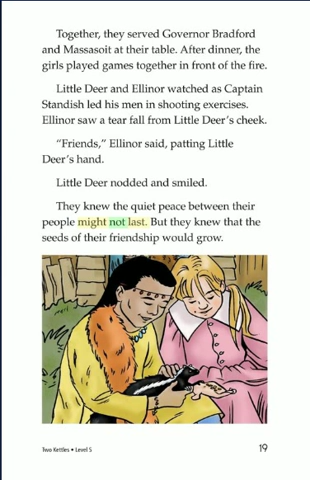 Together, they served Governor Bradford
and Massasoit at their table. After dinner, the
girls played games together in front of the fire.
Little Deer and Ellinor watched as Captain
Standish led his men in shooting exercises.
Ellinor saw a tear fall from Little Deer's cheek.
“Friends,” Ellinor said, patting Little
Deer's hand.
Little Deer nodded and smiled.
They knew the quiet peace between their
people might not last. But they knew that the
seeds of their friendship would grow.
Two Kettles • Level S
19